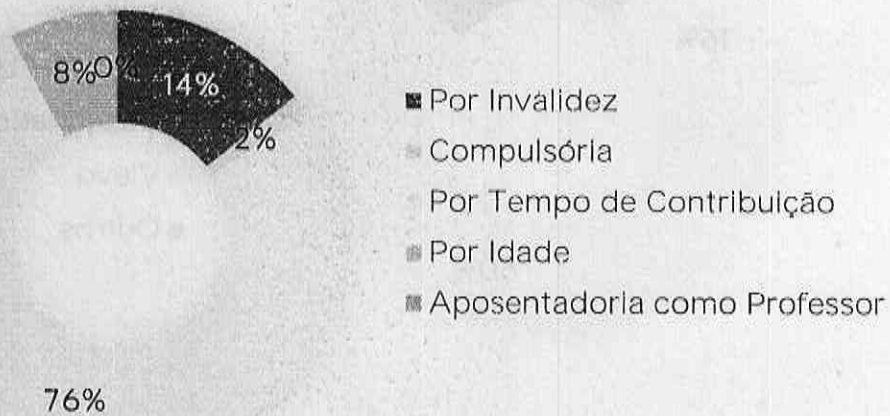 8%
0%
14%
2%
Por Invalidez
Compulsória
Por Tempo de Contribuição
Por Idade
Aposentadoria como Professor
76%